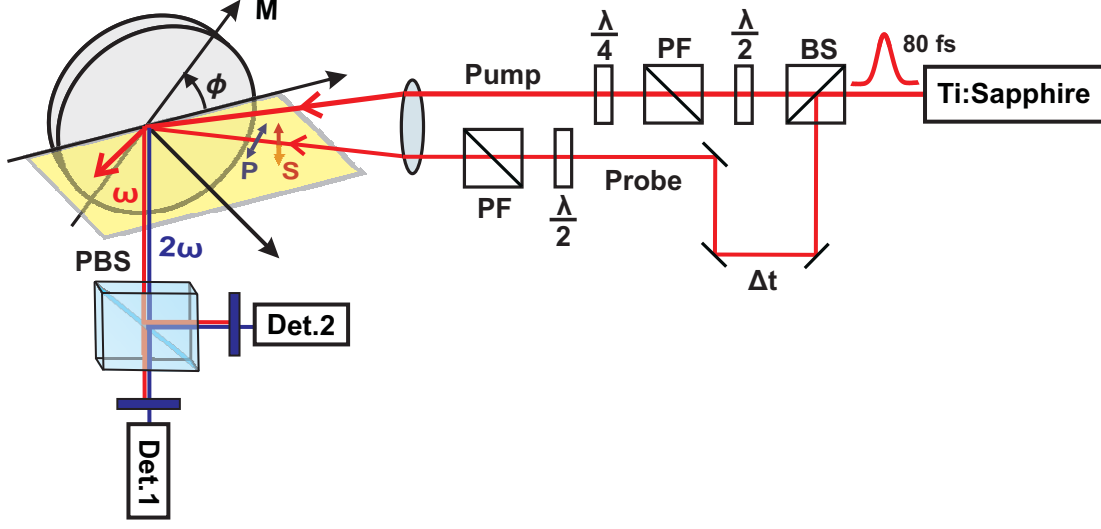 M
ϕ
Pump
λ
4
PF
λ
2
BS
80 fs
Ti:Sapphire
P
S
PF
λ
2
Probe
Δt
ω
2ω
PBS
Det.2
Det.1